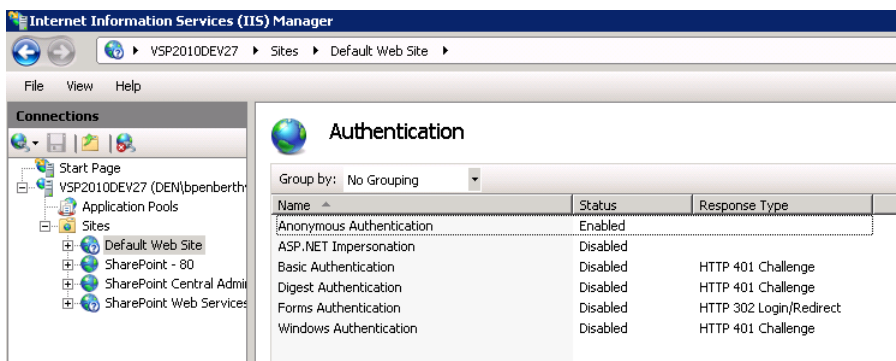 Internet Information Services (IIS) Manager
VSP2010DEV27 Sites Default Web Site
File View Help
Connections
Start Page
VSP2010DEV27 (DEN\bpenberthy
Application Pools
Sites
Default Web Site
SharePoint - 80
SharePoint Central Admi
SharePoint Web Services
Authentication
Group by: No Grouping
Name Status Response Type
Anonymous Authentication Enabled
ASP.NET Impersonation Disabled
Basic Authentication Disabled HTTP 401 Challenge
Digest Authentication Disabled HTTP 401 Challenge
Forms Authentication Disabled HTTP 302 Login/Redirect
Windows Authentication Disabled HTTP 401 Challenge